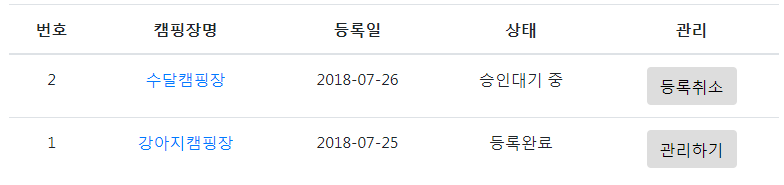 번호 캠핑장명 등록일 상태 관리
2 수달캠핑장 2018-07-26 승인대기 중 등록취소
1 강아지캠핑장 2018-07-25 등록완료 관리하기